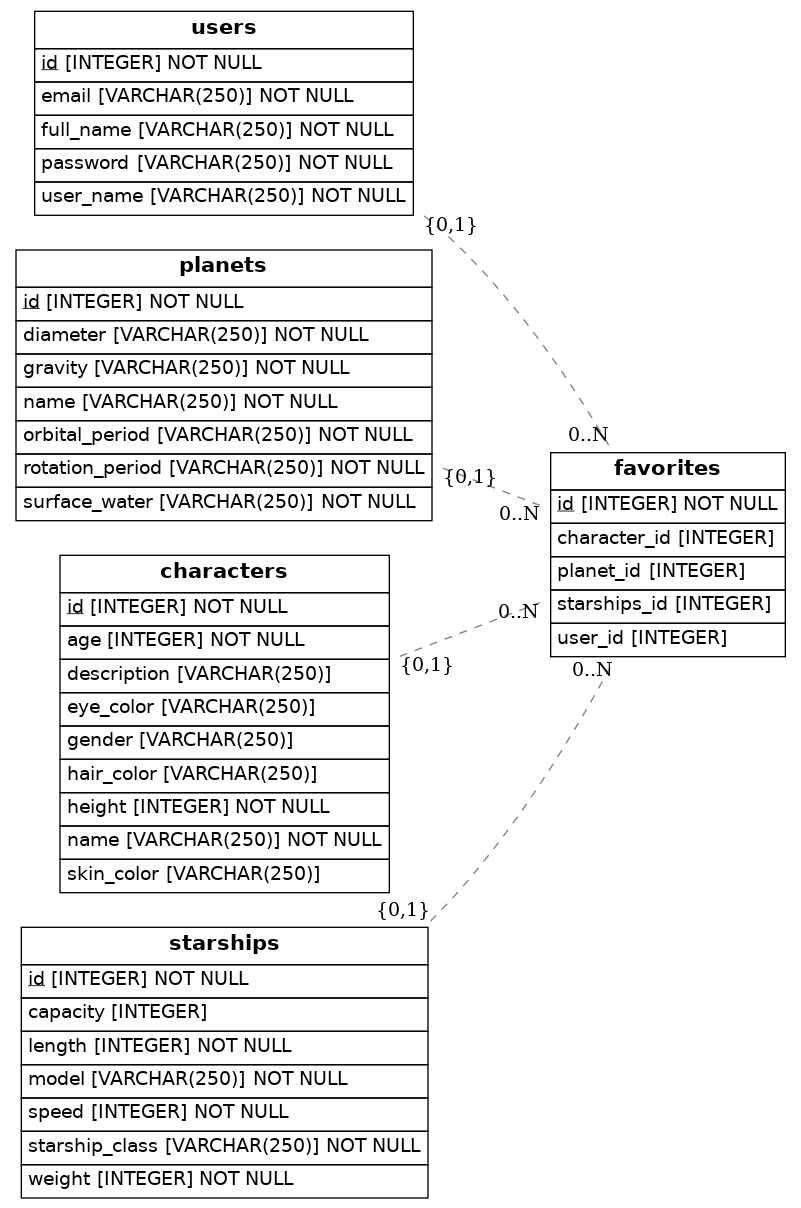 users
id [INTEGER] NOT NULL
email [VARCHAR(250)] NOT NULL
full_name [VARCHAR(250)] NOT NULL
password [VARCHAR(250)] NOT NULL
user_name [VARCHAR(250)] NOT NULL
{0,1}
planets
id [INTEGER] NOT NULL
diameter [VARCHAR(250)] NOT NULL
gravity [VARCHAR(250)] NOT NULL
name [VARCHAR(250)] NOT NULL
orbital_period [VARCHAR(250)] NOT NULL
rotation_period [VARCHAR(250)] NOT NULL
surface_water [VARCHAR(250)] NOT NULL
{0,1}
0..N
0..N
favorites
id [INTEGER] NOT NULL
character_id [INTEGER]
planet_id [INTEGER]
starships_id [INTEGER]
user_id [INTEGER]
0..N
0..N
characters
id [INTEGER] NOT NULL
age [INTEGER] NOT NULL
description [VARCHAR(250)]
eye_color [VARCHAR(250)]
gender [VARCHAR(250)]
hair_color [VARCHAR(250)]
height [INTEGER] NOT NULL
name [VARCHAR(250)] NOT NULL
skin_color [VARCHAR(250)]
{0,1}
{0,1}
starships
id [INTEGER] NOT NULL
capacity [INTEGER]
length [INTEGER] NOT NULL
model [VARCHAR(250)] NOT NULL
speed [INTEGER] NOT NULL
starship_class [VARCHAR(250)] NOT NULL
weight [INTEGER] NOT NULL